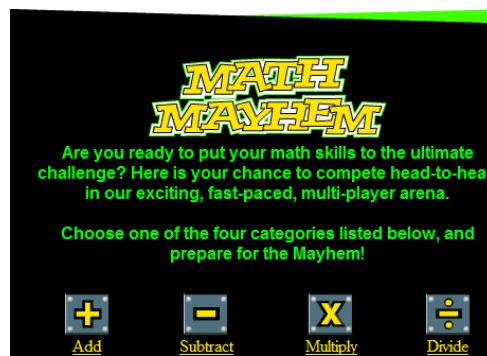 MATH
MAYHEM
Are you ready to put your math skills to the ultimate
challenge? Here is your chance to compete head-to-hea
in our exciting, fast-paced, multi-player arena.
Choose one of the four categories listed below, and
prepare for the Mayhem!
+ - X ÷
Add Subtract Multiply Divide